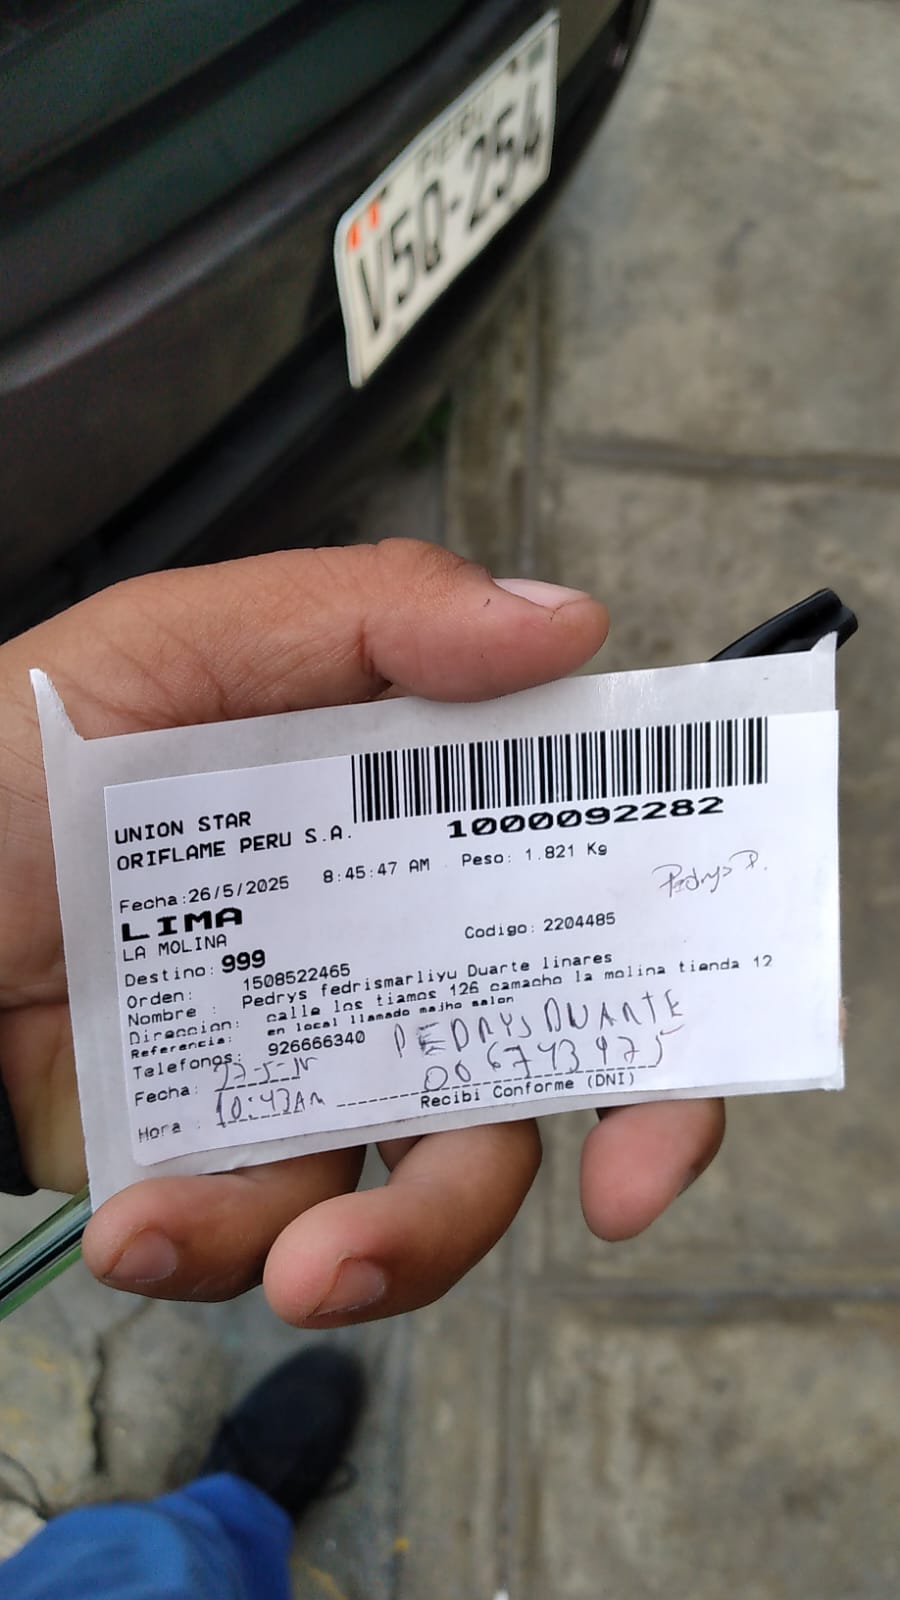 PERU
V5Q-254
UNION STAR
ORIFLAME PERU S.A.
1000092282
Fecha:26/5/2025 8:45:47 AM Peso: 1.821 Kg
Pedrys D.
LIMA
LA MOLINA Codigo: 2204485
Destino: 999
Orden: 1508522465
Nombre : Pedrys fedrismarliyu Duarte linares
Direccion: calle los tiamos 126 camacho la molina tienda 12
Referencia: en local llamado majho salon
Telefonos: 926666340 PEDRYS DUARTE
Fecha: 27-5- 006743975
Hora : 10:43AM Recibi Conforme (DNI)